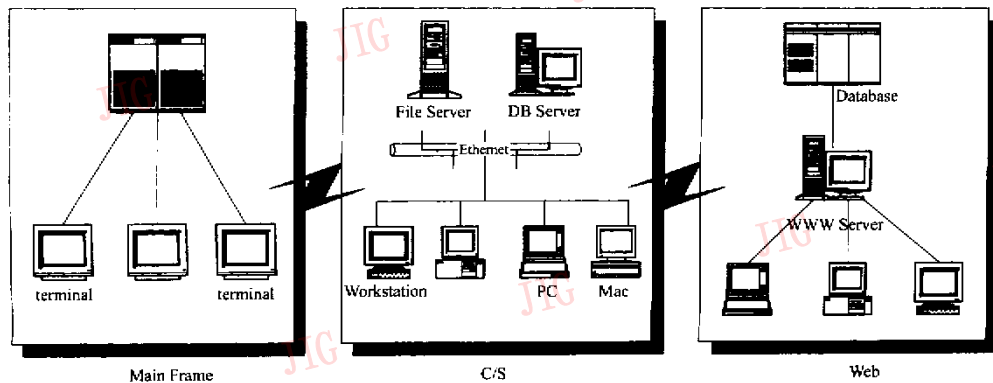 terminal
terminal
Main Frame
File Server
DB Server
Ethernet
Workstation
PC
Mac
C/S
Database
WWW Server
Web
JIG
JIG
JIG
JIG
JIG